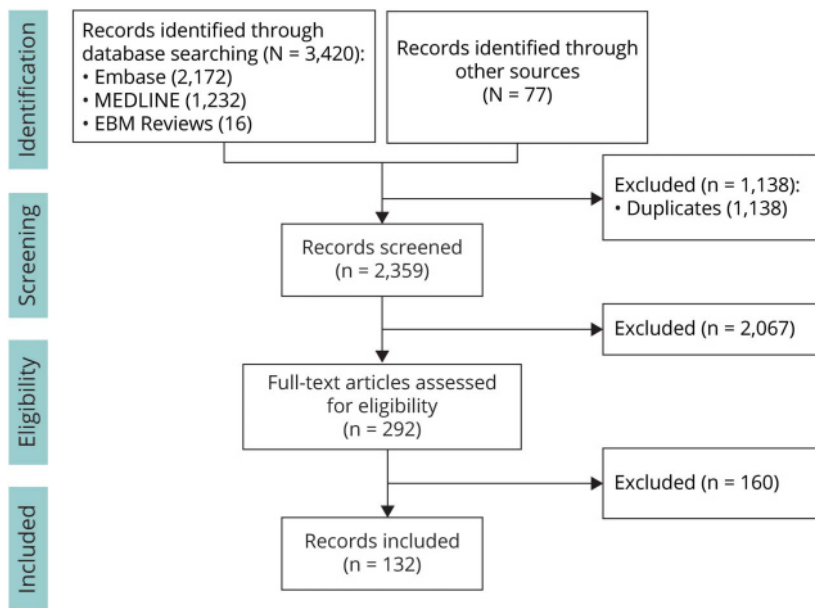 Identification
Records identified through
database searching (N = 3,420):
• Embase (2,172)
• MEDLINE (1,232)
• EBM Reviews (16)
Records identified through
other sources
(N = 77)
Excluded (n = 1,138):
• Duplicates (1,138)
Screening
Records screened
(n = 2,359)
Excluded (n = 2,067)
Eligibility
Full-text articles assessed
for eligibility
(n = 292)
Excluded (n = 160)
Included
Records included
(n = 132)